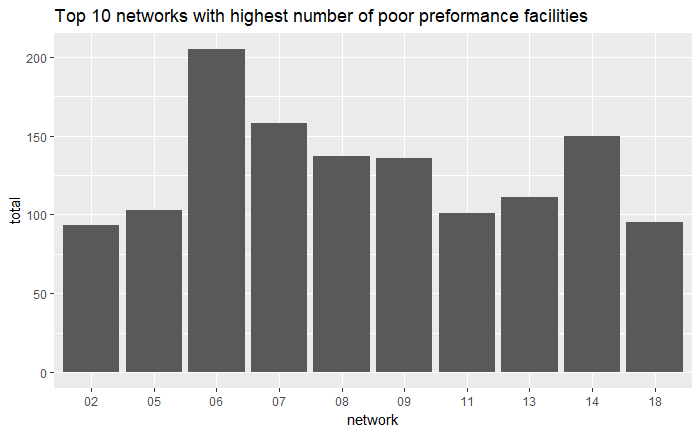 Top 10 networks with highest number of poor preformance facilities
200
150
100
50
0
total
02 05 06 07 08 09 11 13 14 18
network